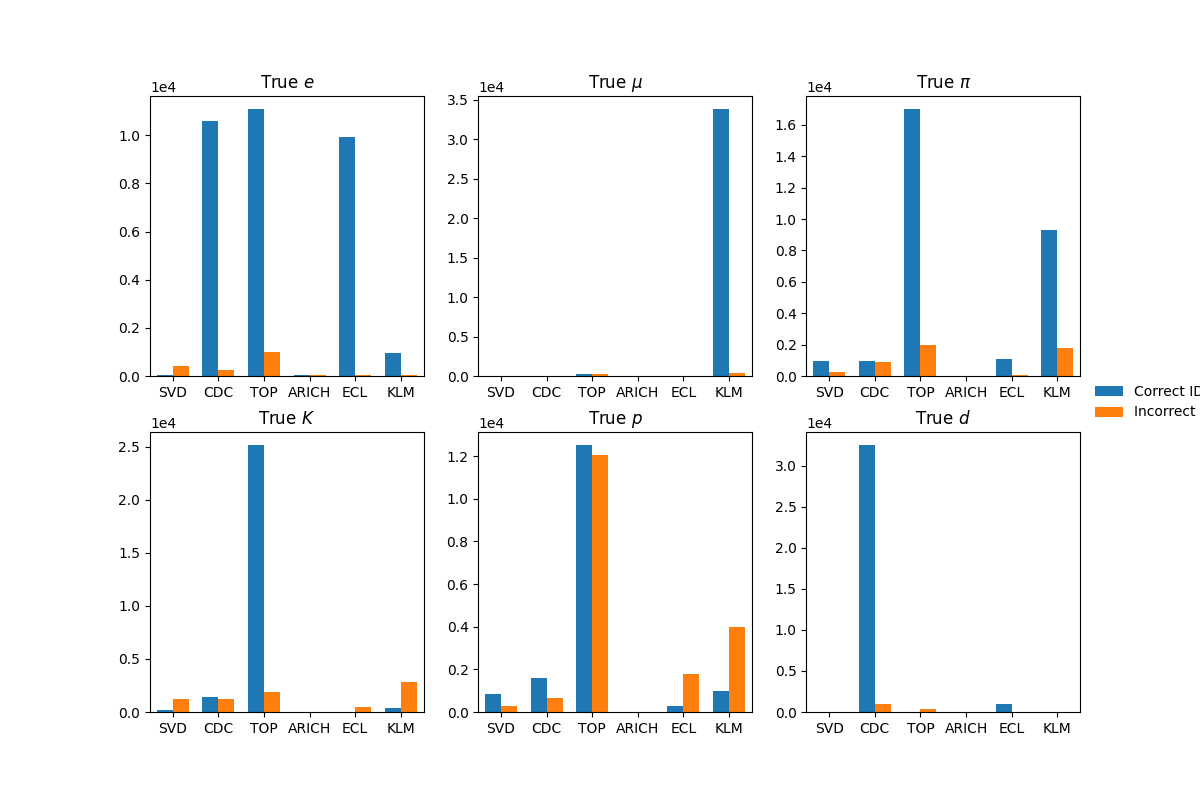 True e
True μ
True π
1e4
1e4
1e4
1.0
0.8
0.6
0.4
0.2
0.0
3.5
3.0
2.5
2.0
1.5
1.0
0.5
0.0
1.6
1.4
1.2
1.0
0.8
0.6
0.4
0.2
0.0
SVD CDC TOP ARICH ECL KLM
SVD CDC TOP ARICH ECL KLM
SVD CDC TOP ARICH ECL KLM
Correct ID
Incorrect
True K
True p
True d
1e4
1e4
1e4
2.5
2.0
1.5
1.0
0.5
0.0
1.2
1.0
0.8
0.6
0.4
0.2
0.0
3.0
2.5
2.0
1.5
1.0
0.5
0.0
SVD CDC TOP ARICH ECL KLM
SVD CDC TOP ARICH ECL KLM
SVD CDC TOP ARICH ECL KLM